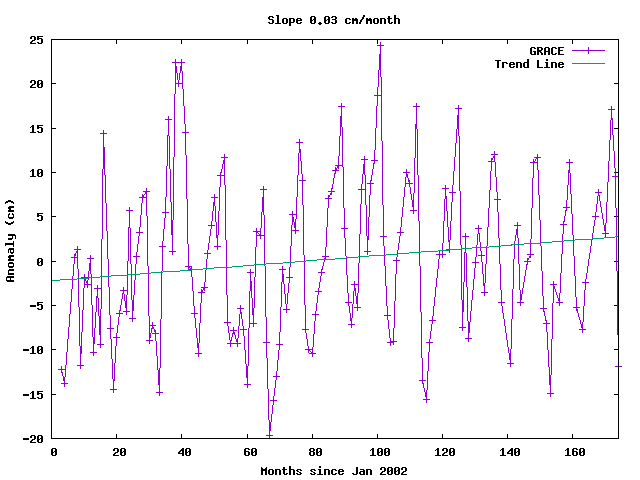 Slope 0.03 cm/month
GRACE
Trend Line
25
20
15
10
5
0
-5
-10
-15
-20
Anomaly (cm)
0 20 40 60 80 100 120 140 160
Months since Jan 2002